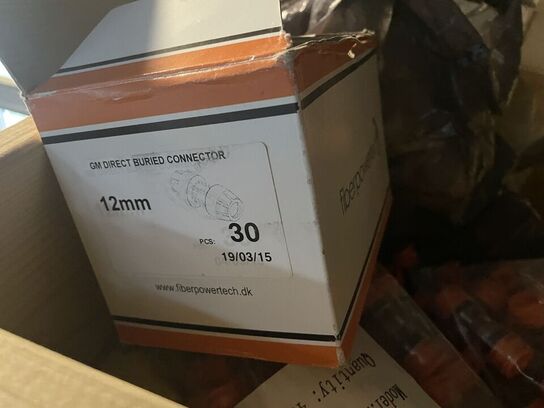 GM DIRECT BURIED CONNECTOR
12mm
PCS: 30
19/03/15
www.fiberpowertech.dk
fiberpowertech
Model:
Quantity: